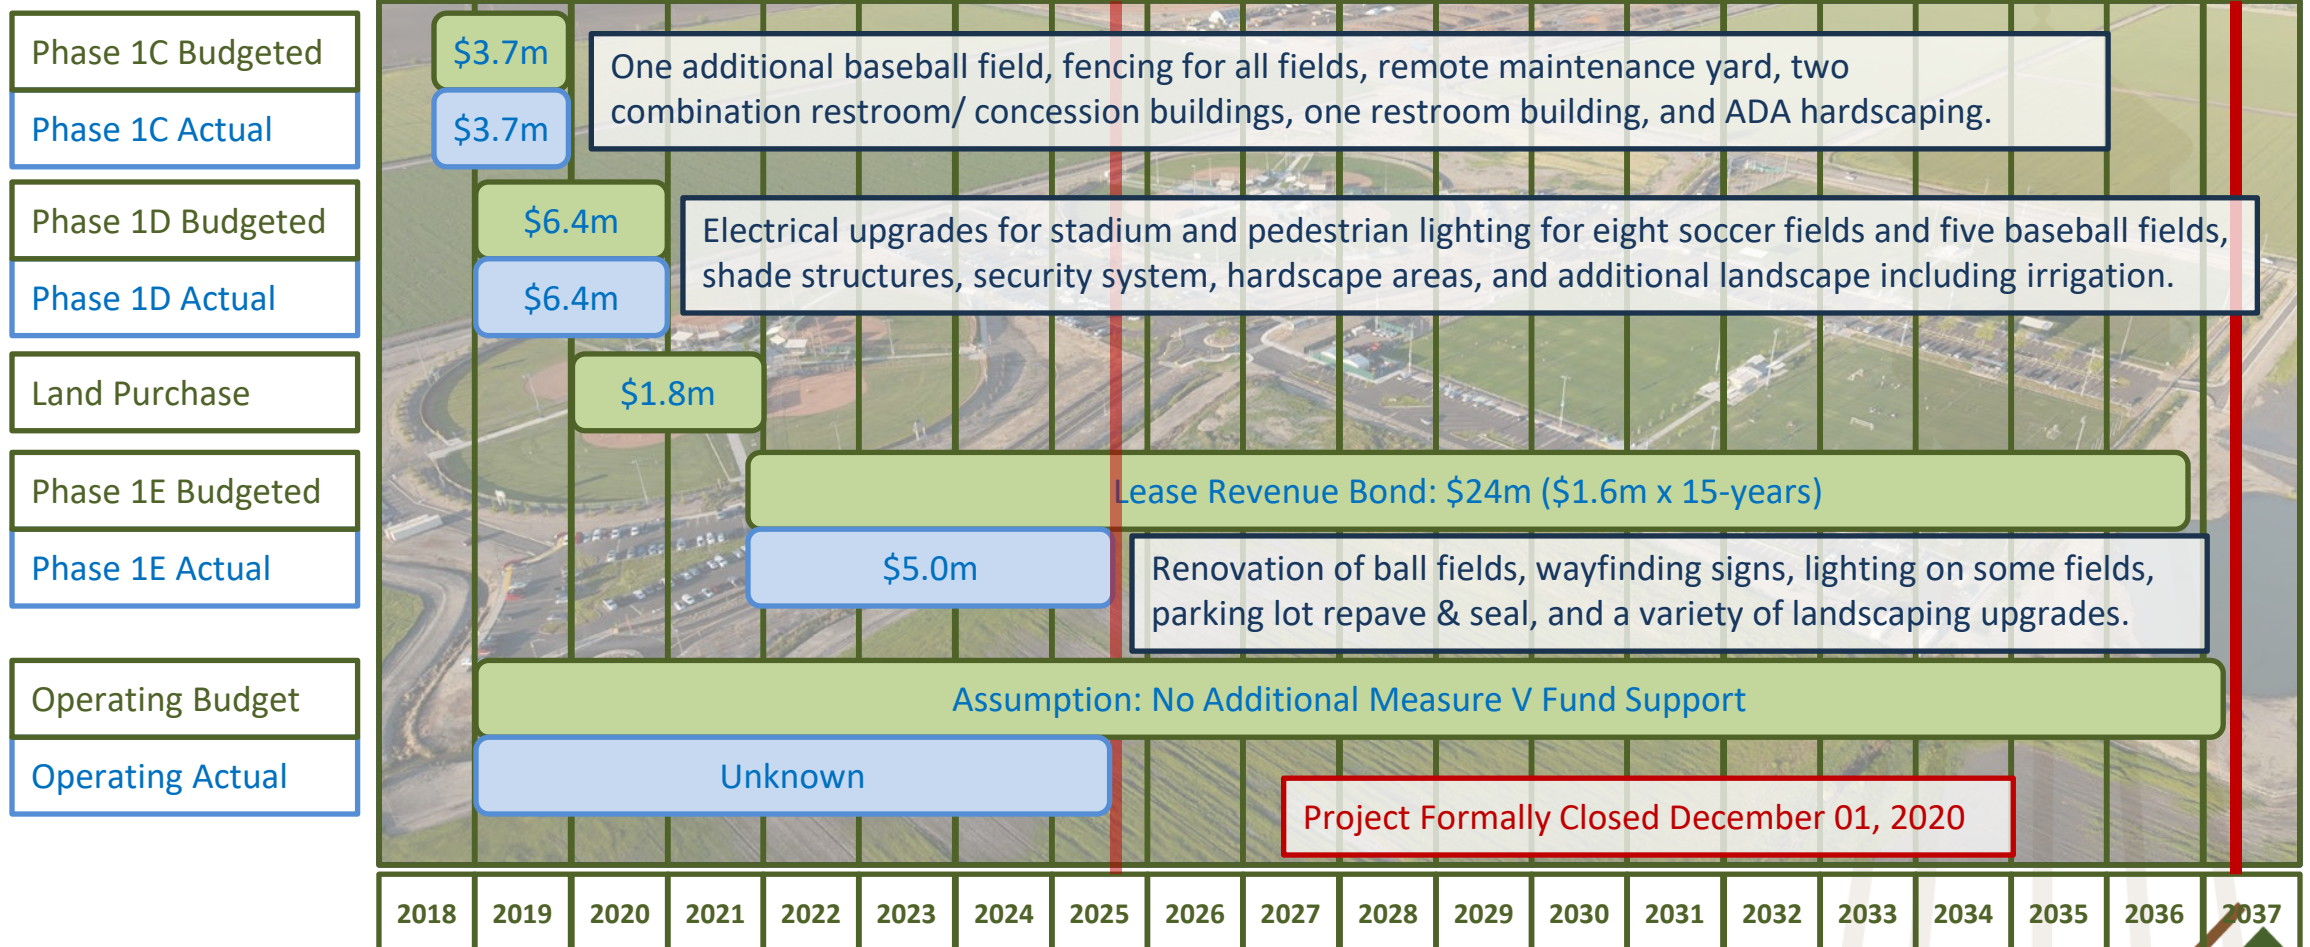 Phase 1C Budgeted
$3.7m
One additional baseball field, fencing for all fields, remote maintenance yard, two
combination restroom/ concession buildings, one restroom building, and ADA hardscaping.
Phase 1C Actual
$3.7m
Phase 1D Budgeted
$6.4m
Electrical upgrades for stadium and pedestrian lighting for eight soccer fields and five baseball fields,
shade structures, security system, hardscape areas, and additional landscape including irrigation.
Phase 1D Actual
$6.4m
Land Purchase
$1.8m
Phase 1E Budgeted
Lease Revenue Bond: $24m ($1.6m x 15-years)
Phase 1E Actual
$5.0m
Renovation of ball fields, wayfinding signs, lighting on some fields,
parking lot repave & seal, and a variety of landscaping upgrades.
Operating Budget
Assumption: No Additional Measure V Fund Support
Operating Actual
Unknown
Project Formally Closed December 01, 2020
2018 2019 2020 2021 2022 2023 2024 2025 2026 2027 2028 2029 2030 2031 2032 2033 2034 2035 2036 2037